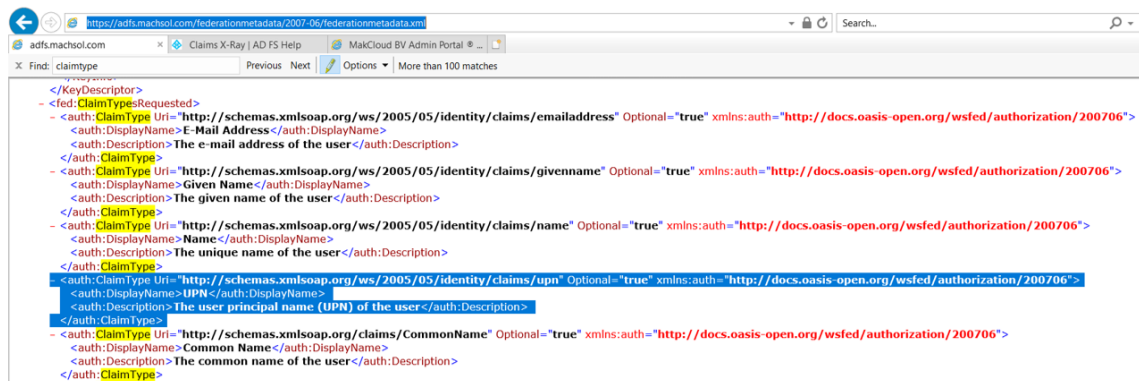 https://adfs.machsol.com/federationmetadata/2007-06/federationmetadata.xml
Search...
adfs.machsol.com × Claims X-Ray | AD FS Help MakCloud BV Admin Portal ® ...
X Find: claimtype Previous Next Options ▾ More than 100 matches
</KeyDescriptor>
- <fed:ClaimTypesRequested>
- <auth:ClaimType Uri="http://schemas.xmlsoap.org/ws/2005/05/identity/claims/emailaddress" Optional="true" xmlns:auth="http://docs.oasis-open.org/wsfed/authorization/200706">
<auth:DisplayName>E-Mail Address</auth:DisplayName>
<auth:Description>The e-mail address of the user</auth:Description>
</auth:ClaimType>
- <auth:ClaimType Uri="http://schemas.xmlsoap.org/ws/2005/05/identity/claims/givenname" Optional="true" xmlns:auth="http://docs.oasis-open.org/wsfed/authorization/200706">
<auth:DisplayName>Given Name</auth:DisplayName>
<auth:Description>The given name of the user</auth:Description>
</auth:ClaimType>
- <auth:ClaimType Uri="http://schemas.xmlsoap.org/ws/2005/05/identity/claims/name" Optional="true" xmlns:auth="http://docs.oasis-open.org/wsfed/authorization/200706">
<auth:DisplayName>Name</auth:DisplayName>
<auth:Description>The unique name of the user</auth:Description>
</auth:ClaimType>
- <auth:ClaimType Uri="http://schemas.xmlsoap.org/ws/2005/05/identity/claims/upn" Optional="true" xmlns:auth="http://docs.oasis-open.org/wsfed/authorization/200706">
<auth:DisplayName>UPN</auth:DisplayName>
<auth:Description>The user principal name (UPN) of the user</auth:Description>
</auth:ClaimType>
- <auth:ClaimType Uri="http://schemas.xmlsoap.org/claims/CommonName" Optional="true" xmlns:auth="http://docs.oasis-open.org/wsfed/authorization/200706">
<auth:DisplayName>Common Name</auth:DisplayName>
<auth:Description>The common name of the user</auth:Description>
</auth:ClaimType>